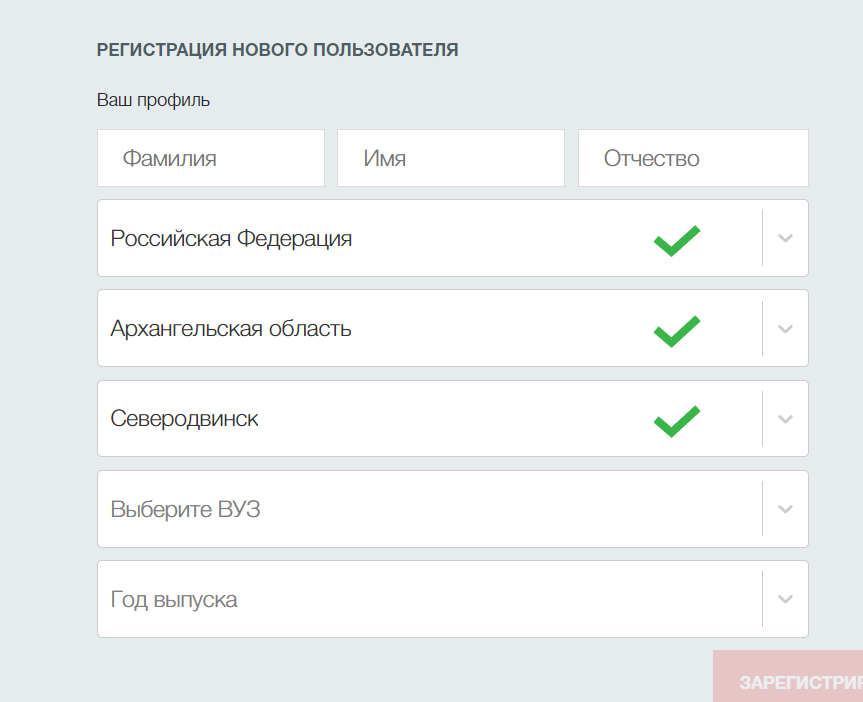 РЕГИСТРАЦИЯ НОВОГО ПОЛЬЗОВАТЕЛЯ
Ваш профиль
Фамилия Имя Отчество
Российская Федерация
Архангельская область
Северодвинск
Выберите ВУЗ
Год выпуска